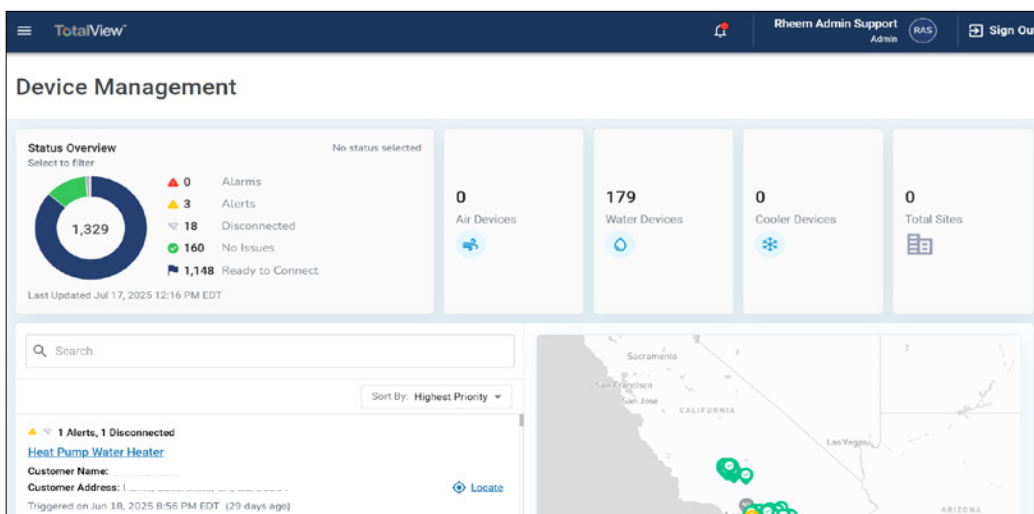 TotalView™
Rheem Admin Support
Admin
RAS
Sign Ou
Device Management
Status Overview
No status selected
Select to filter
1,329
0 Alarms
3 Alerts
18 Disconnected
160 No Issues
1,148 Ready to Connect
Last Updated Jul 17, 2025 12:16 PM EDT
0
Air Devices
179
Water Devices
0
Cooler Devices
0
Total Sites
Search
Sort By: Highest Priority
1 Alerts, 1 Disconnected
Heat Pump Water Heater
Customer Name:
Customer Address:
Locate
Triggered on Jun 18, 2025 8:56 PM EDT (29 days ago)
Sacramento
San Francisco
San Jose
CALIFORNIA
Las Vegas
ARIZONA